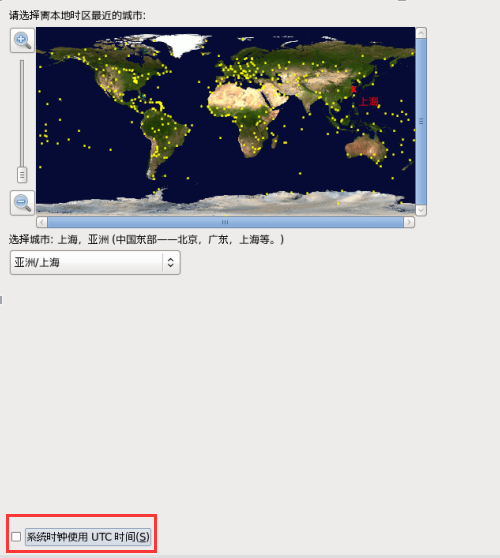 请选择离本地时区最近的城市:
上海
选择城市: 上海，亚洲 (中国东部——北京，广东，上海等。)
亚洲/上海
系统时钟使用 UTC 时间(S)